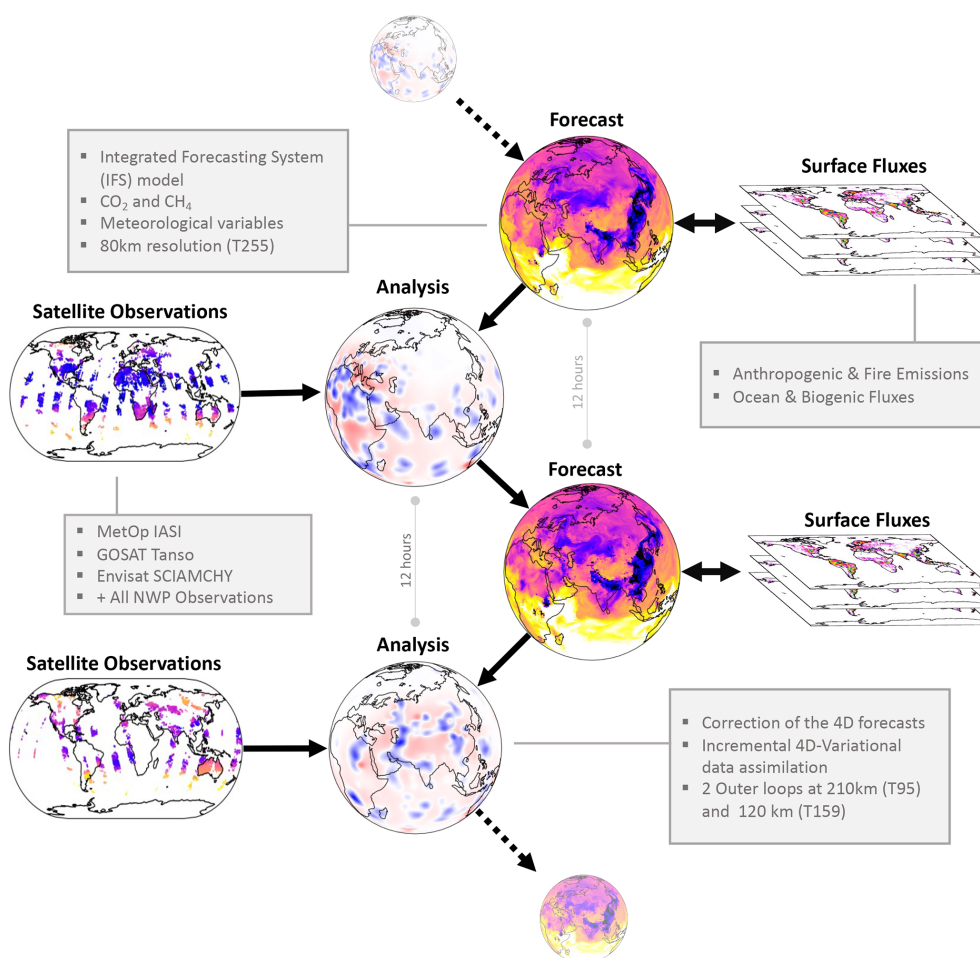 Forecast
▪ Integrated Forecasting System
(IFS) model
▪ CO₂ and CH₄
▪ Meteorological variables
▪ 80km resolution (T255)
Surface Fluxes
Analysis
Satellite Observations
12 hours
▪ Anthropogenic & Fire Emissions
▪ Ocean & Biogenic Fluxes
Forecast
▪ MetOp IASI
▪ GOSAT Tanso
▪ Envisat SCIAMCHY
▪ + All NWP Observations
12 hours
Surface Fluxes
Analysis
Satellite Observations
▪ Correction of the 4D forecasts
▪ Incremental 4D-Variational
data assimilation
▪ 2 Outer loops at 210km (T95)
and 120 km (T159)